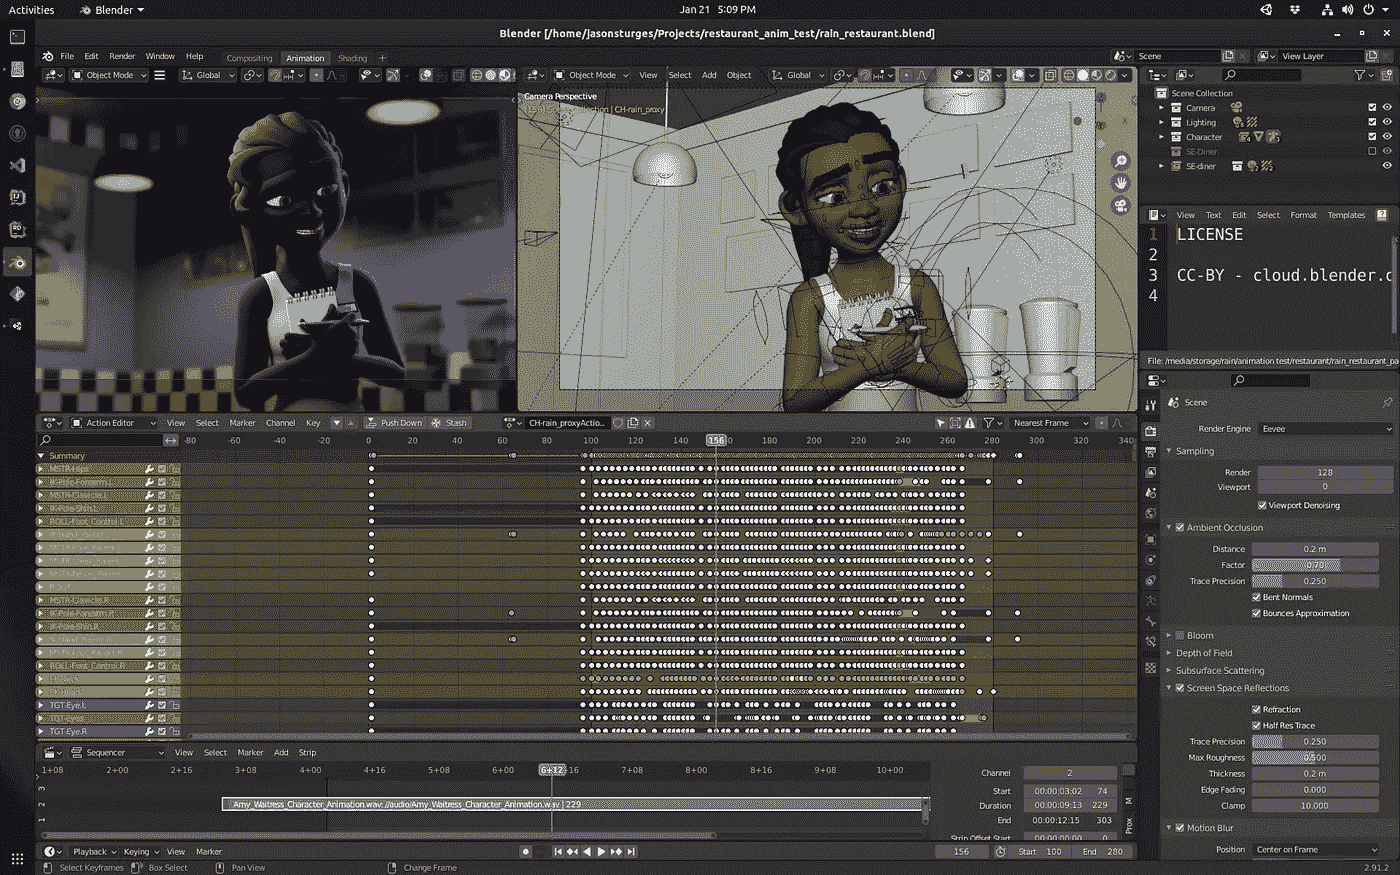 Activities Blender Jan 21 5:09 PM
Blender [/home/jasonsturges/Projects/restaurant_anim_test/rain_restaurant.blend]
File Edit Render Window Help Compositing Animation Shading + Scene View Layer
Object Mode Global Object Mode View Select Add Object Global
Camera Perspective
CH-rain_proxy
Scene Collection
Camera
Lighting
Character
SE-Diner
SE-diner
View Text Edit Select Format Templates
1 LICENSE
2
3 CC-BY - cloud.blender.c
4
File: /media/storage/rain/animation test/restaurant/rain_restaurant_pa
Scene
Render Engine Eevee
Sampling
Render 128
Viewport 0
Viewport Denoising
Ambient Occlusion
Distance 0.2 m
Factor 0.70
Trace Precision 0.250
Bent Normals
Bounces Approximation
Bloom
Depth of Field
Subsurface Scattering
Screen Space Reflections
Refraction
Half Res Trace
Trace Precision 0.250
Max Roughness 0.500
Thickness 0.2 m
Edge Fading 0.000
Clamp 10.000
Motion Blur
Position Center on Frame
Action Editor View Select Marker Channel Key Push Down Stash CH-rain_proxyActio... Nearest Frame
-80 -60 -40 -20 0 20 40 60 80 100 120 140 156 180 200 220 240 260 280 300 320 340
Summary
MSTR-Hips
IK-Pole-Forearm.L
MSTR-Clavicle.L
IK-Pole-Shin.L
ROLL-Foot_Control.L
MSTR-Clavicle.R
IK-Pole-Forearm.R
IK-Pole-Shin.R
ROLL-Foot_Control.R
TGT-Eye.L
TGT-Eye.R
Sequencer View Select Marker Add Strip
1+08 2+00 2+16 3+08 4+00 4+16 5+08 6+00 6+12 +16 7+08 8+00 8+16 9+08 10+00
3
2
1
Amy_Waitress_Character_Animation.wav: //audio/Amy_Waitress_Character_Animation.wav | 229
Channel 2
Start 00:00:03:02 74
Duration 00:00:09:13 229
End 00:00:12:15 303
Strip Offset Start 00:00:00:00 0
M
Prox
Playback Keying View Marker 156 Start 100 End 280
Select Keyframes Box Select Pan View Change Frame 2.91.2